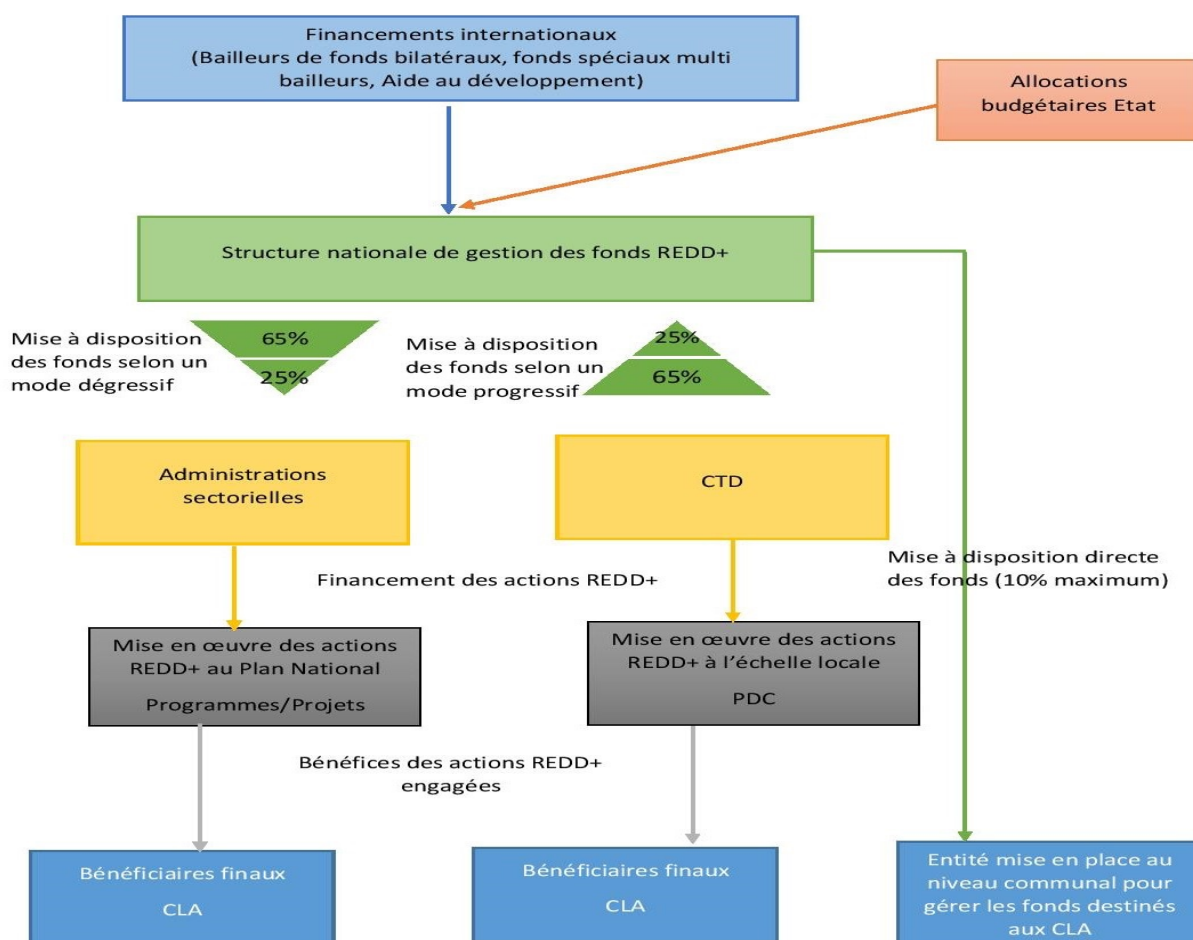 Financements internationaux
(Bailleurs de fonds bilatéraux, fonds spéciaux multi
bailleurs, Aide au développement)
Allocations
budgétaires Etat
Structure nationale de gestion des fonds REDD+
Mise à disposition
des fonds selon un
mode dégressif
65%
25%
Mise à disposition
des fonds selon un
mode progressif
25%
65%
Administrations
sectorielles
CTD
Mise à disposition directe
des fonds (10% maximum)
Financement des actions REDD+
Mise en œuvre des actions
REDD+ au Plan National
Programmes/Projets
Mise en œuvre des actions
REDD+ à l’échelle locale
PDC
Bénéfices des actions REDD+
engagées
Bénéficiaires finaux
CLA
Bénéficiaires finaux
CLA
Entité mise en place au
niveau communal pour
gérer les fonds destinés
aux CLA